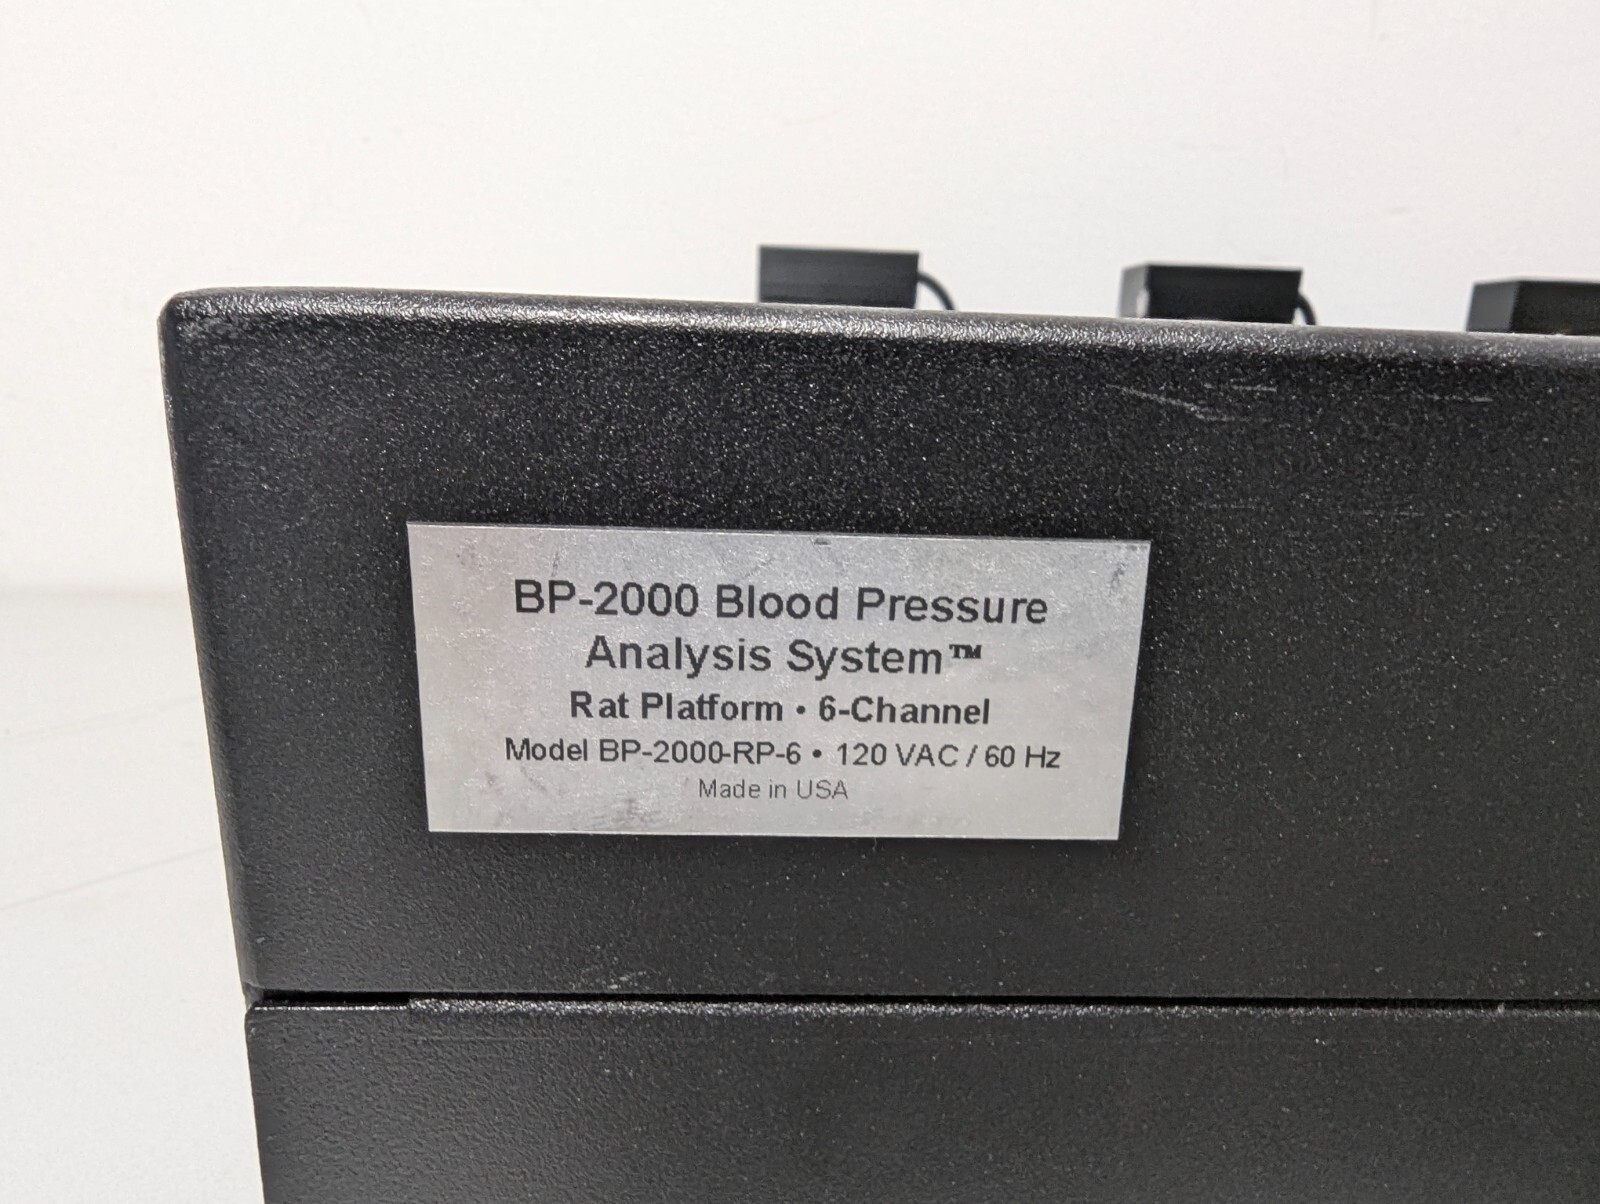 BP-2000 Blood Pressure
Analysis System™
Rat Platform • 6-Channel
Model BP-2000-RP-6 • 120 VAC / 60 Hz
Made in USA